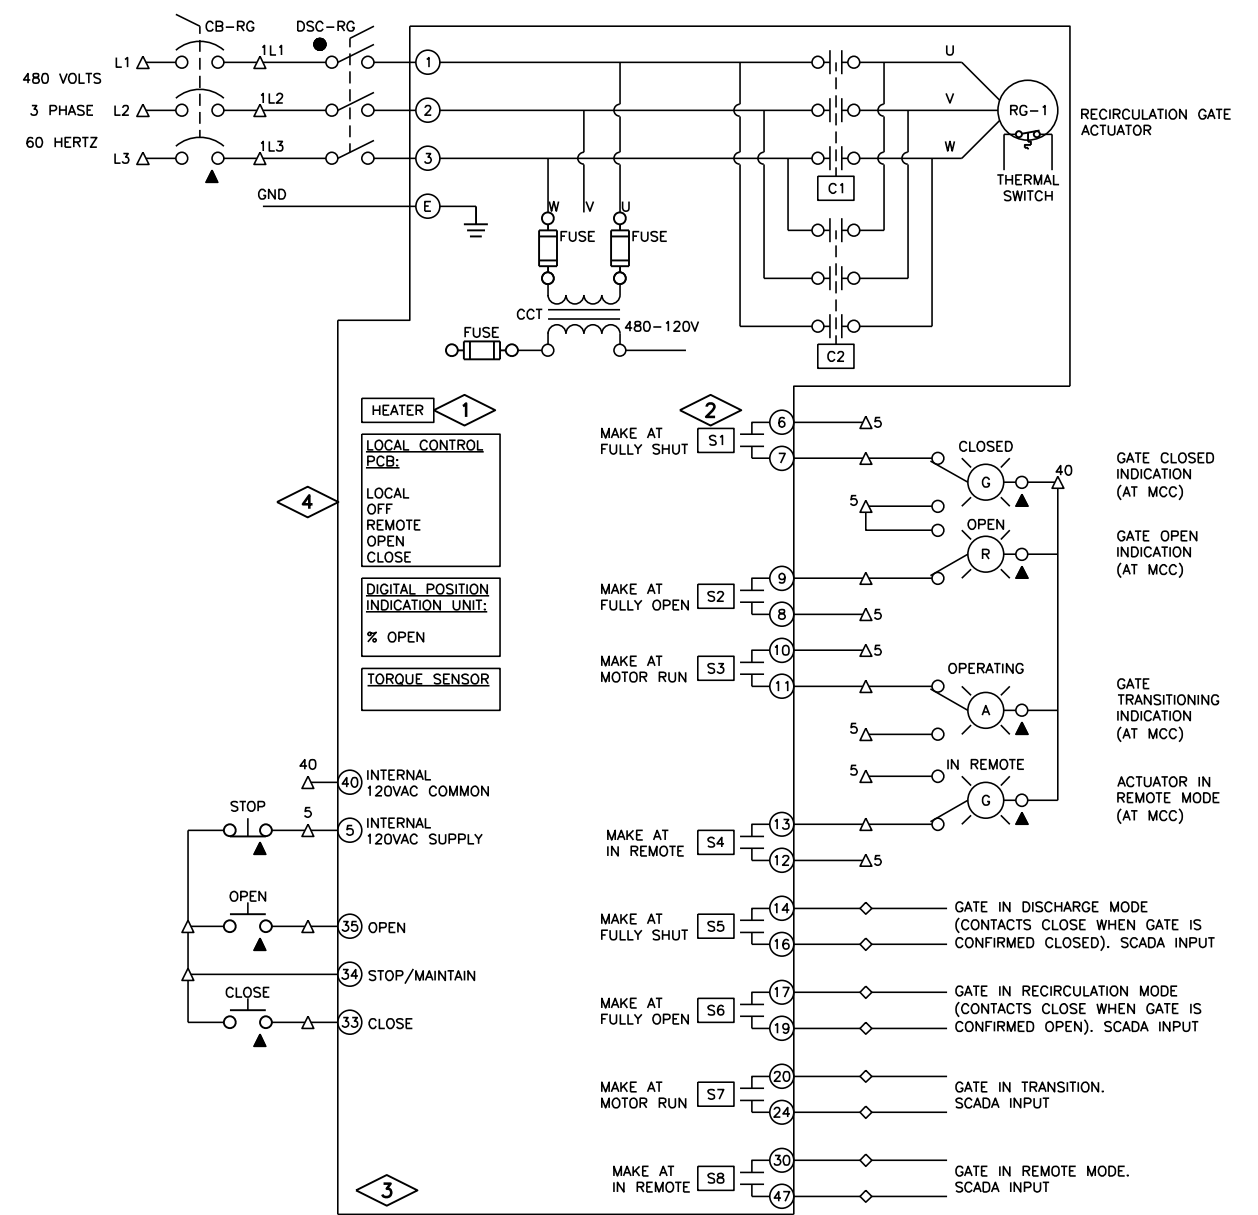 CB-RG
DSC-RG
480 VOLTS
3 PHASE
60 HERTZ
L1
1L1
1
L2
1L2
2
L3
1L3
3
GND
E
U
V
W
RG-1
RECIRCULATION GATE
ACTUATOR
THERMAL
SWITCH
C1
C2
W
V
U
FUSE
FUSE
CCT
480-120V
FUSE
HEATER
1
LOCAL CONTROL
PCB:
LOCAL
OFF
REMOTE
OPEN
CLOSE
4
DIGITAL POSITION
INDICATION UNIT:
% OPEN
TORQUE SENSOR
40
40
INTERNAL
120VAC COMMON
STOP
5
5
INTERNAL
120VAC SUPPLY
OPEN
35
OPEN
34
STOP/MAINTAIN
CLOSE
33
CLOSE
3
2
MAKE AT
FULLY SHUT
S1
6
5
7
CLOSED
G
40
GATE CLOSED
INDICATION
(AT MCC)
5
OPEN
R
GATE OPEN
INDICATION
(AT MCC)
MAKE AT
FULLY OPEN
S2
9
8
5
MAKE AT
MOTOR RUN
S3
10
5
11
OPERATING
A
5
GATE
TRANSITIONING
INDICATION
(AT MCC)
5
IN REMOTE
G
ACTUATOR IN
REMOTE MODE
(AT MCC)
MAKE AT
IN REMOTE
S4
13
12
5
MAKE AT
FULLY SHUT
S5
14
16
GATE IN DISCHARGE MODE
(CONTACTS CLOSE WHEN GATE IS
CONFIRMED CLOSED). SCADA INPUT
MAKE AT
FULLY OPEN
S6
17
19
GATE IN RECIRCULATION MODE
(CONTACTS CLOSE WHEN GATE IS
CONFIRMED OPEN). SCADA INPUT
MAKE AT
MOTOR RUN
S7
20
24
GATE IN TRANSITION.
SCADA INPUT
MAKE AT
IN REMOTE
S8
30
47
GATE IN REMOTE MODE.
SCADA INPUT